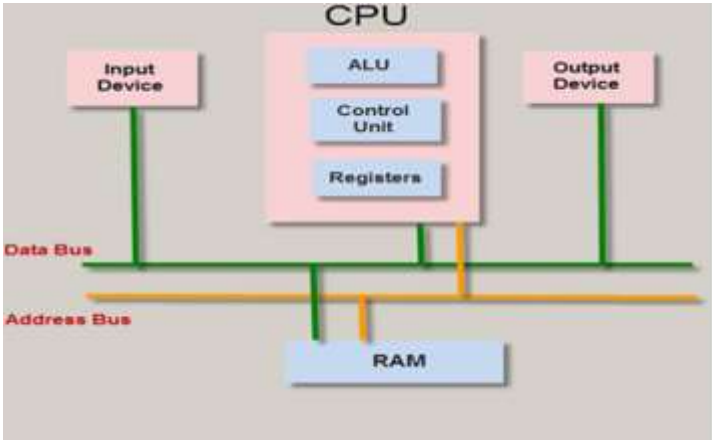 CPU
Input
Device
ALU
Control
Unit
Registers
Output
Device
Data Bus
Address Bus
RAM